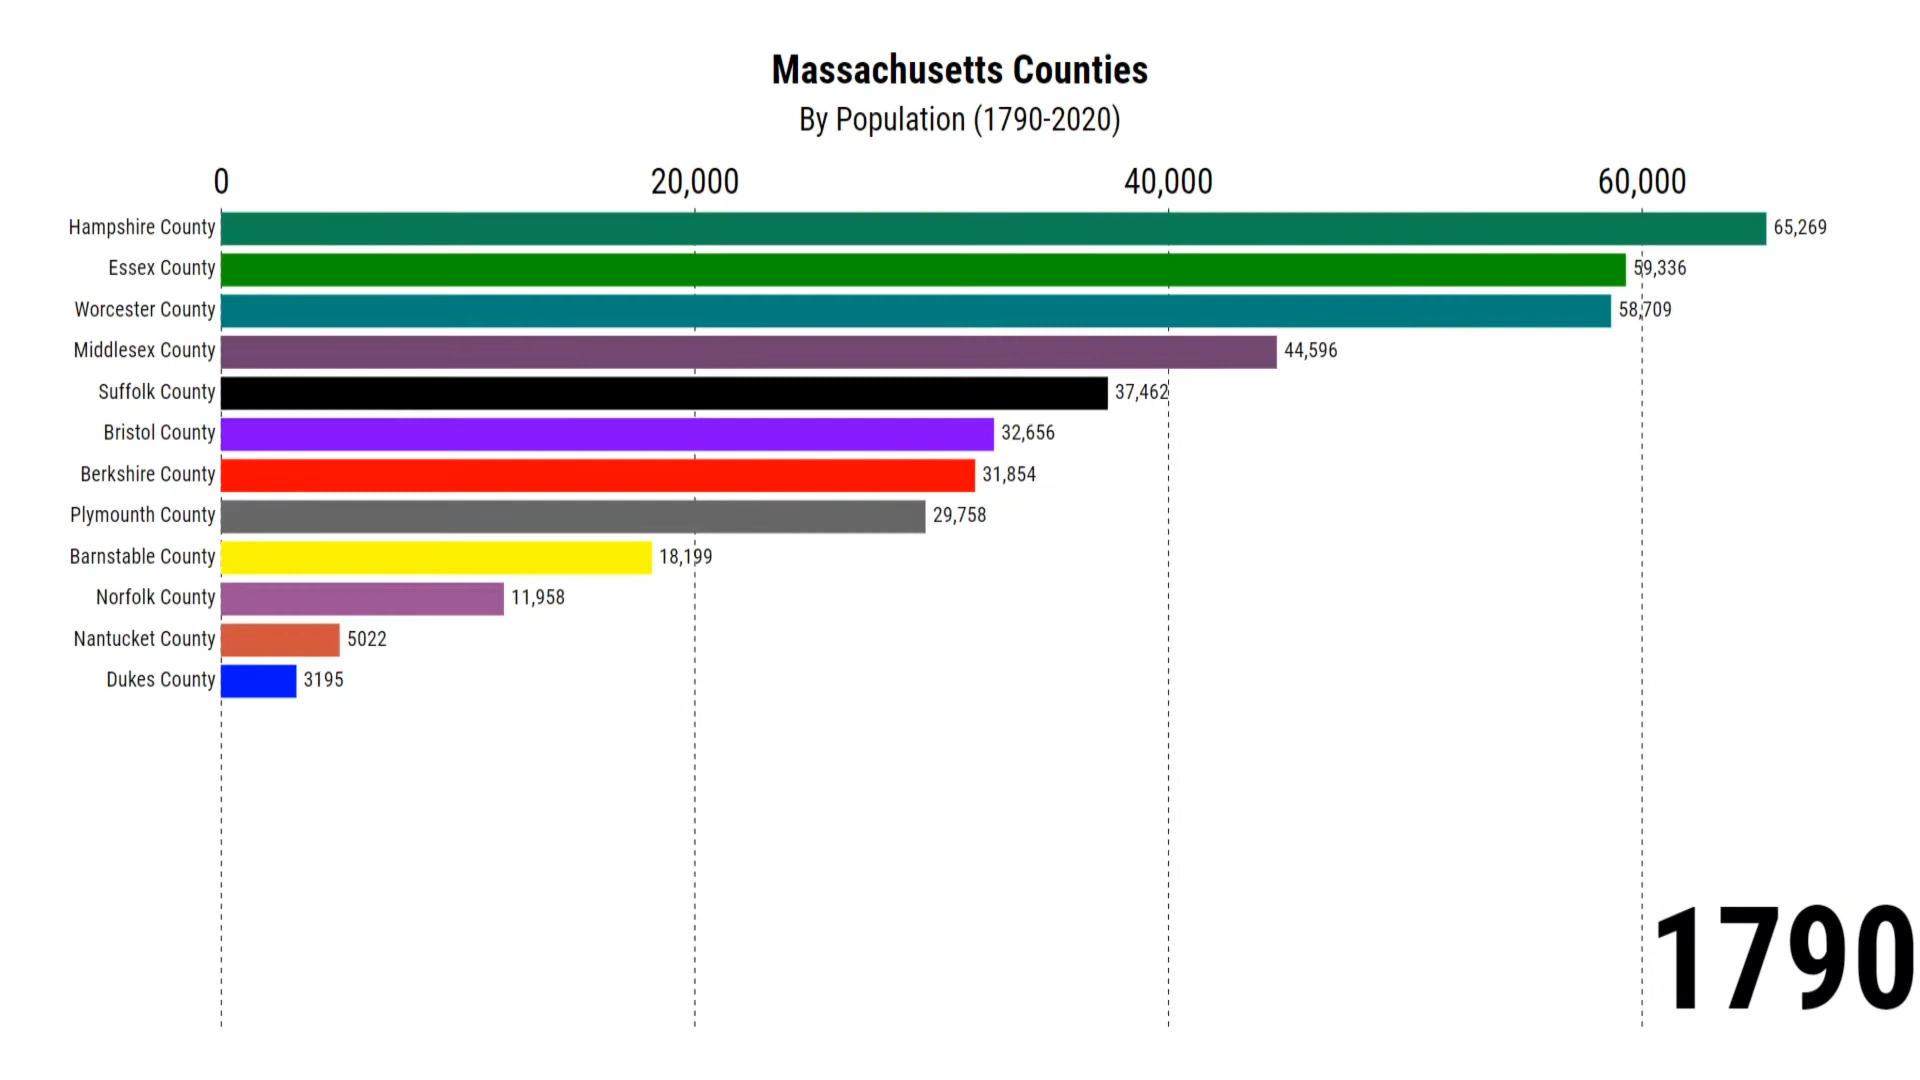 Massachusetts Counties
By Population (1790-2020)
0 20,000 40,000 60,000
Hampshire County 65,269
Essex County 59,336
Worcester County 58,709
Middlesex County 44,596
Suffolk County 37,462
Bristol County 32,656
Berkshire County 31,854
Plymouth County 29,758
Barnstable County 18,199
Norfolk County 11,958
Nantucket County 5022
Dukes County 3195
1790